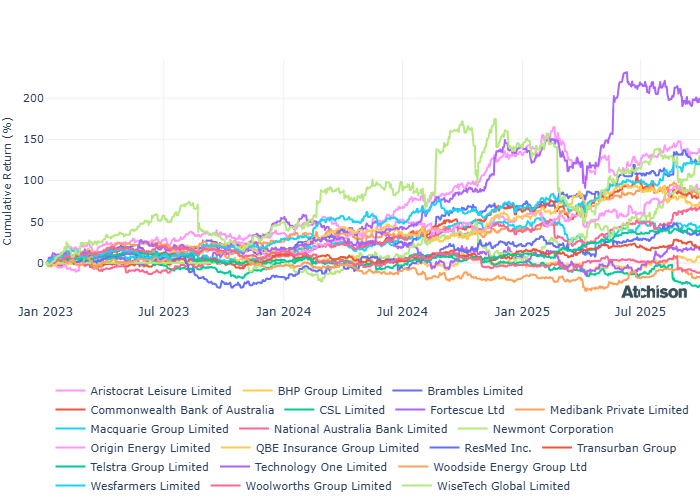 Cumulative Return (%)
200
150
100
50
0
Jan 2023 Jul 2023 Jan 2024 Jul 2024 Jan 2025 Jul 2025
Atchison
Aristocrat Leisure Limited BHP Group Limited Brambles Limited
Commonwealth Bank of Australia CSL Limited Fortescue Ltd Medibank Private Limited
Macquarie Group Limited National Australia Bank Limited Newmont Corporation
Origin Energy Limited QBE Insurance Group Limited ResMed Inc. Transurban Group
Telstra Group Limited Technology One Limited Woodside Energy Group Ltd
Wesfarmers Limited Woolworths Group Limited WiseTech Global Limited